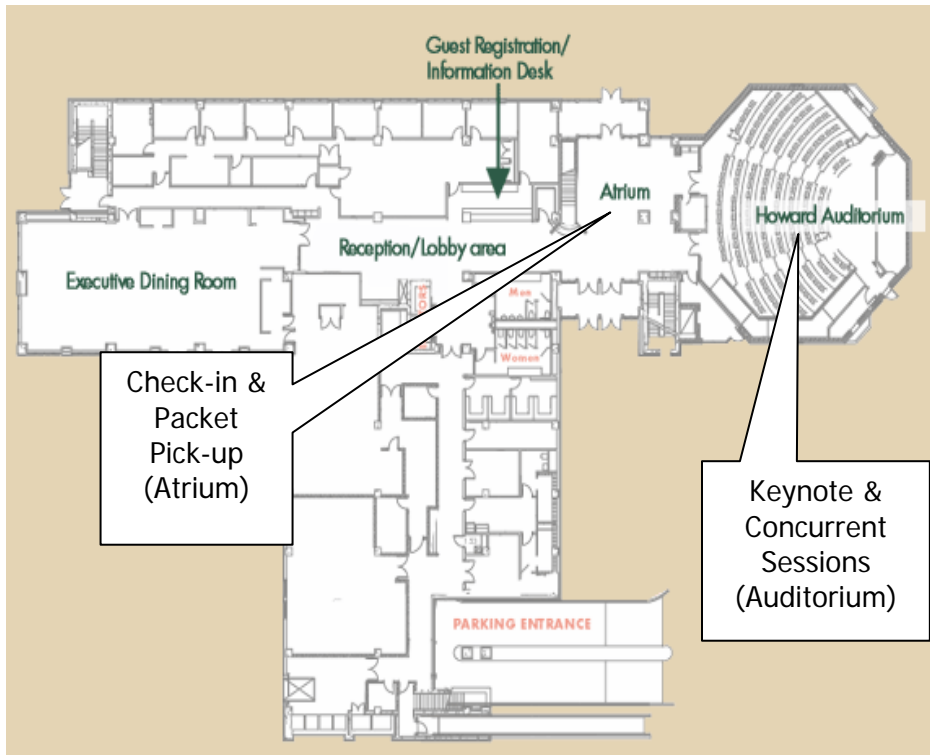 Guest Registration/
Information Desk
Atrium
Howard Auditorium
Reception/Lobby area
Executive Dining Room
Men
Women
Check-in &
Packet
Pick-up
(Atrium)
Keynote &
Concurrent
Sessions
(Auditorium)
PARKING ENTRANCE